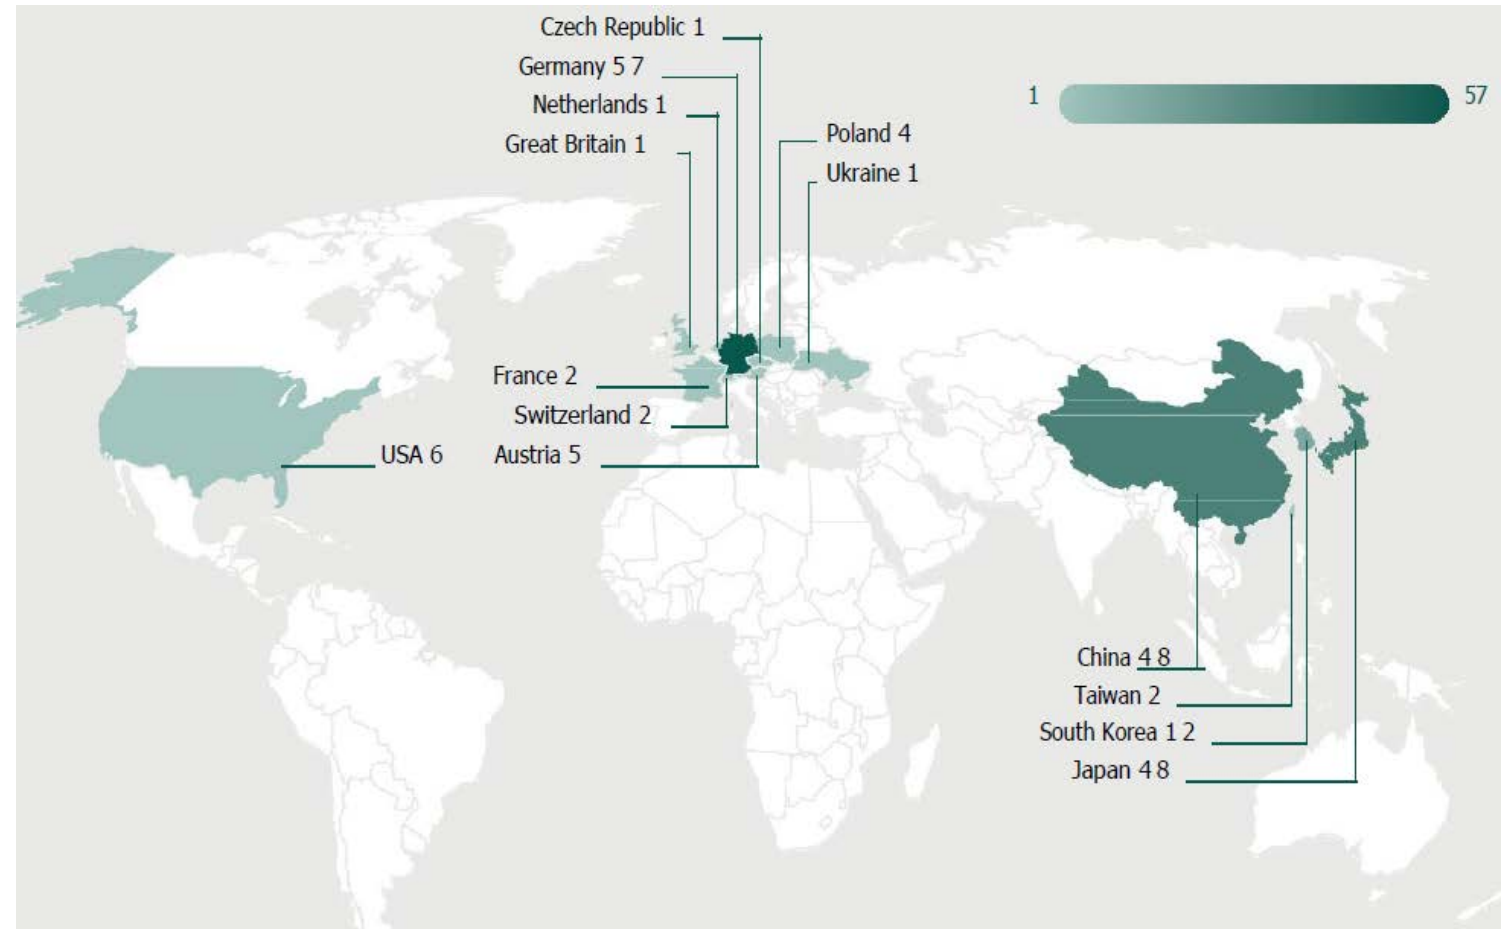 Czech Republic 1
Germany 5 7
Netherlands 1
Great Britain 1
1
57
Poland 4
Ukraine 1
France 2
Switzerland 2
USA 6
Austria 5
China 4 8
Taiwan 2
South Korea 1 2
Japan 4 8